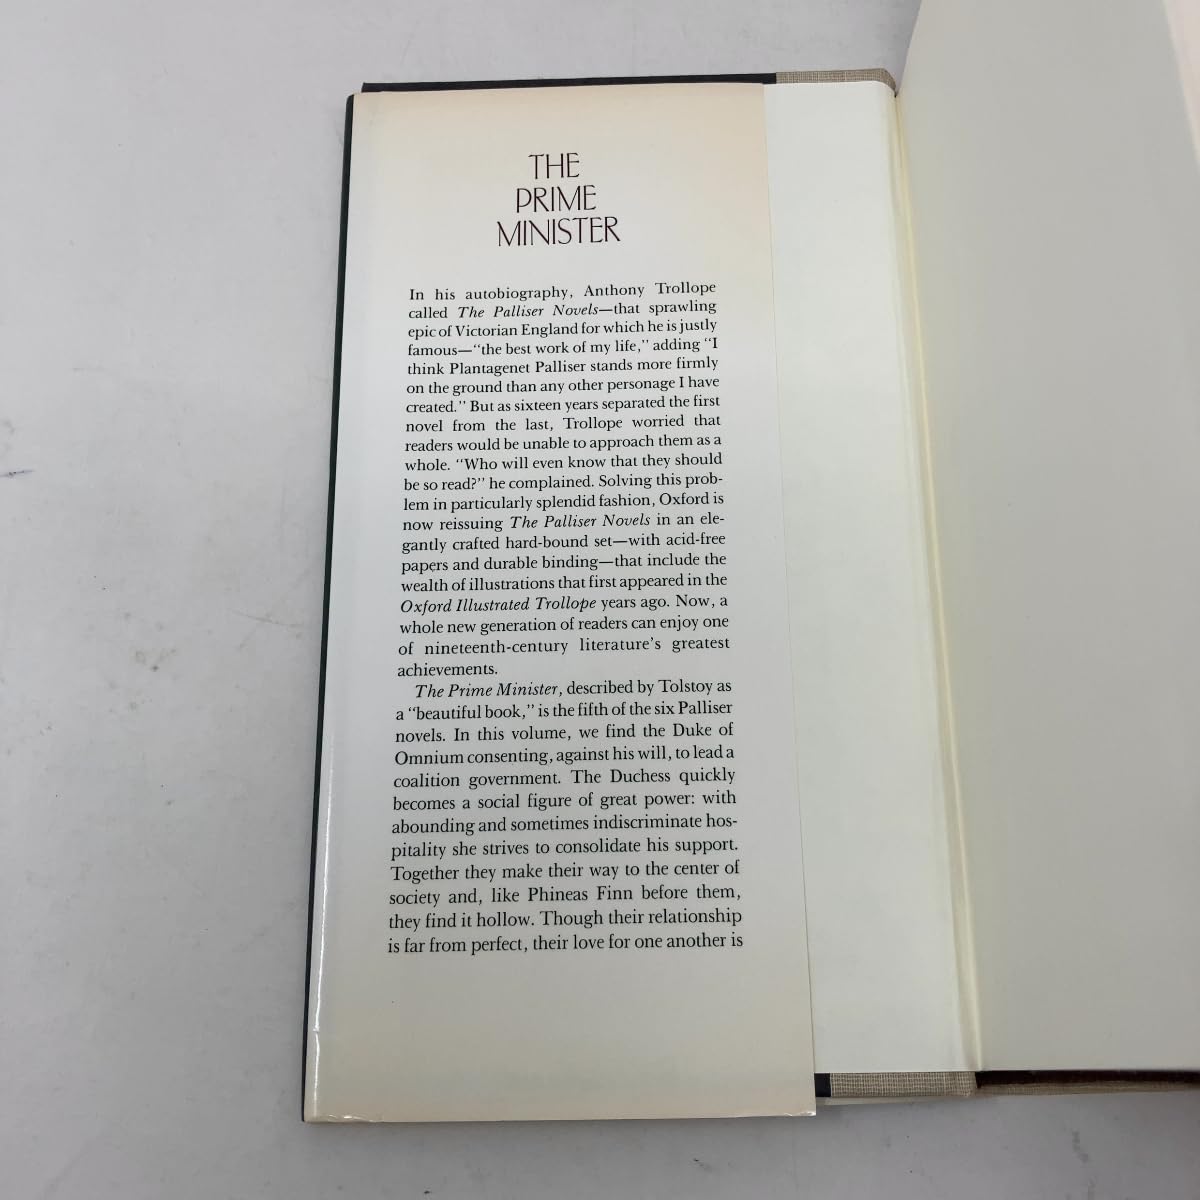 THE
PRIME
MINISTER
In his autobiography, Anthony Trollope
called The Palliser Novels—that sprawling
epic of Victorian England for which he is justly
famous—"the best work of my life," adding "I
think Plantagenet Palliser stands more firmly
on the ground than any other personage I have
created." But as sixteen years separated the first
novel from the last, Trollope worried that
readers would be unable to approach them as a
whole. "Who will even know that they should
be so read?" he complained. Solving this prob-
lem in particularly splendid fashion, Oxford is
now reissuing The Palliser Novels in an ele-
gantly crafted hard-bound set—with acid-free
papers and durable binding—that include the
wealth of illustrations that first appeared in the
Oxford Illustrated Trollope years ago. Now, a
whole new generation of readers can enjoy one
of nineteenth-century literature's greatest
achievements.
The Prime Minister, described by Tolstoy as
a "beautiful book," is the fifth of the six Palliser
novels. In this volume, we find the Duke of
Omnium consenting, against his will, to lead a
coalition government. The Duchess quickly
becomes a social figure of great power: with
abounding and sometimes indiscriminate hos-
pitality she strives to consolidate his support.
Together they make their way to the center of
society and, like Phineas Finn before them,
they find it hollow. Though their relationship
is far from perfect, their love for one another is